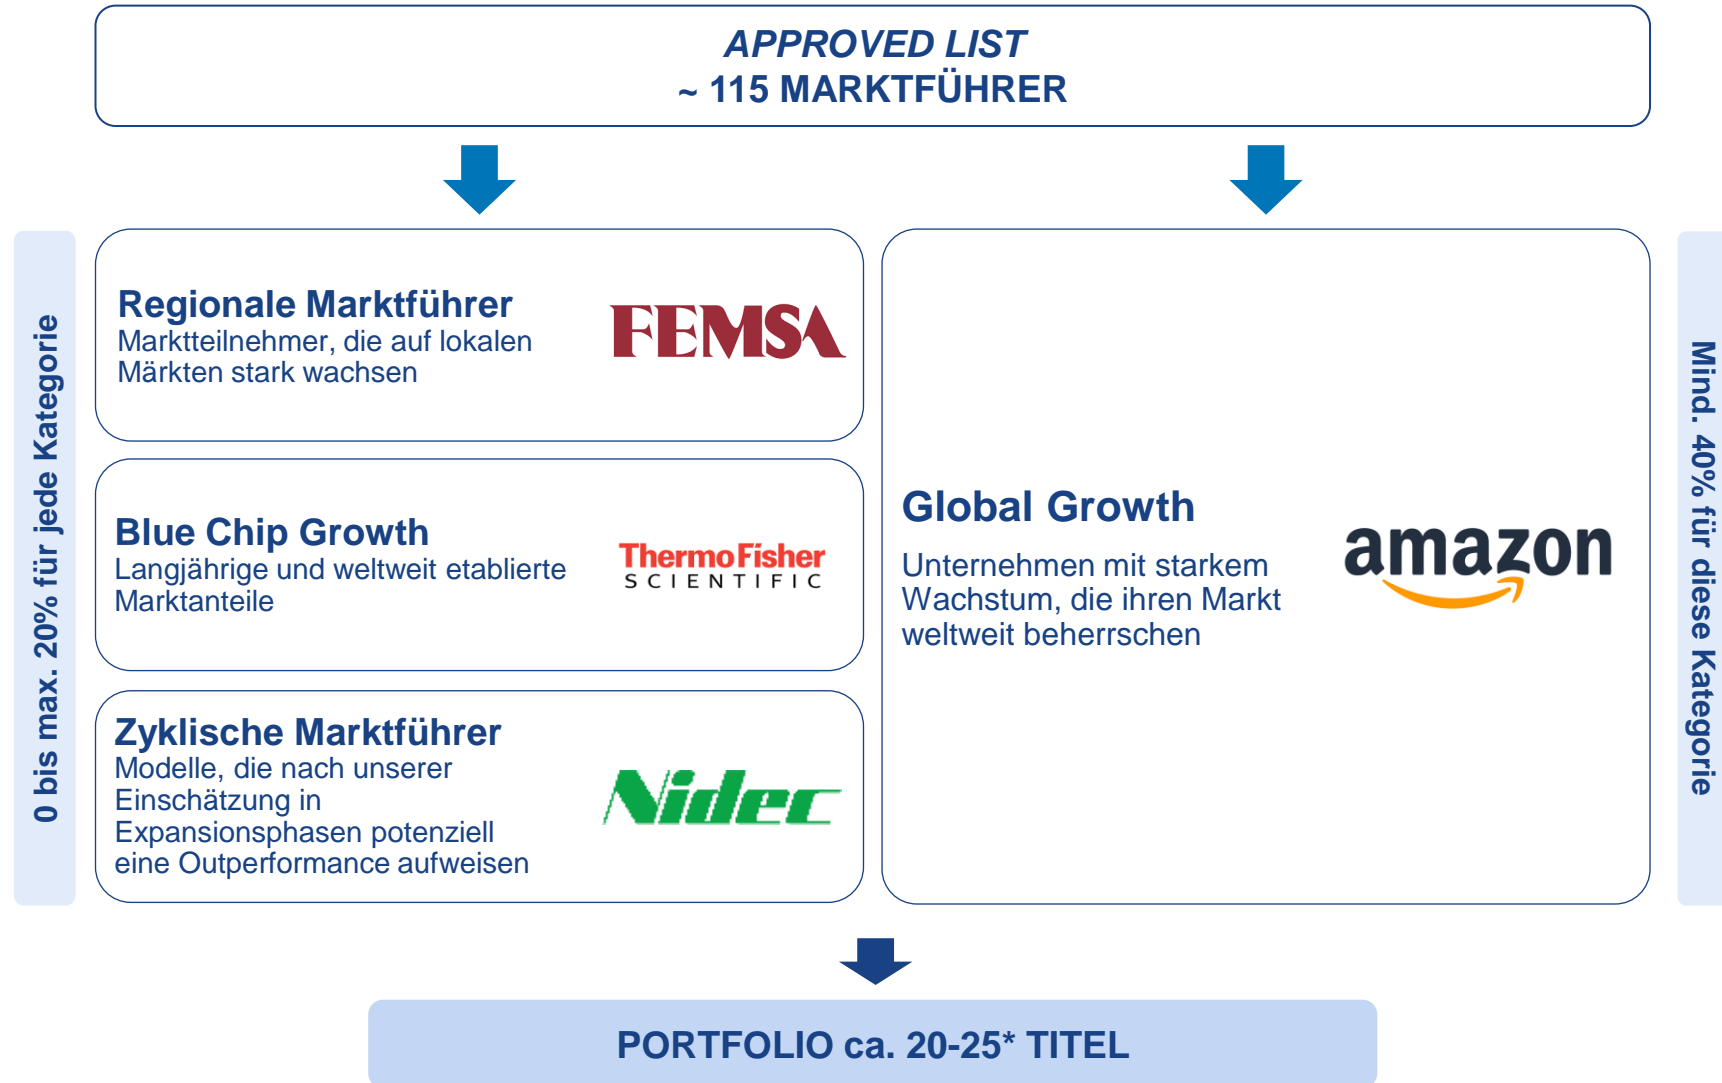 APPROVED LIST
~ 115 MARKTFÜHRER
0 bis max. 20% für jede Kategorie
Regionale Marktführer
Marktteilnehmer, die auf lokalen
Märkten stark wachsen
FEMSA
Blue Chip Growth
Langjährige und weltweit etablierte
Marktanteile
ThermoFisher
SCIENTIFIC
Zyklische Marktführer
Modelle, die nach unserer
Einschätzung in
Expansionsphasen potenziell
eine Outperformance aufweisen
Nidec
Global Growth
Unternehmen mit starkem
Wachstum, die ihren Markt
weltweit beherrschen
amazon
Mind. 40% für diese Kategorie
PORTFOLIO ca. 20-25* TITEL